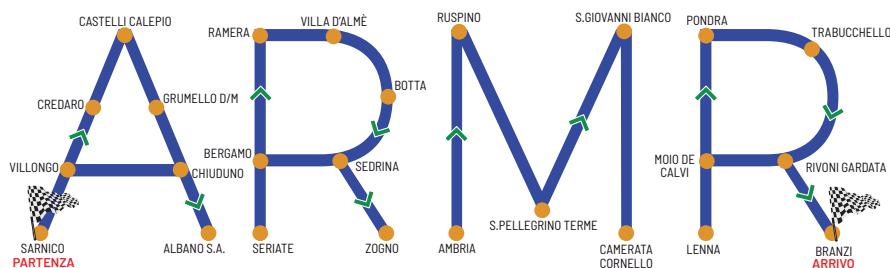 CASTELLI CALEPIO
CREDARO
GRUMELLO D/M
VILLONGO
CHIUDUNO
SARNICO
PARTENZA
ALBANO S.A.
RAMERA
VILLA D'ALMÈ
BOTTA
BERGAMO
SEDRINA
SERIATE
ZOGNO
RUSPINO
S.GIOVANNI BIANCO
S.PELLEGRINO TERME
AMBRIA
CAMERATA
CORNELLO
PONDRA
TRABUCCHELLO
MOIO DE
CALVI
RIVONI GARDATA
LENNA
BRANZI
ARRIVO